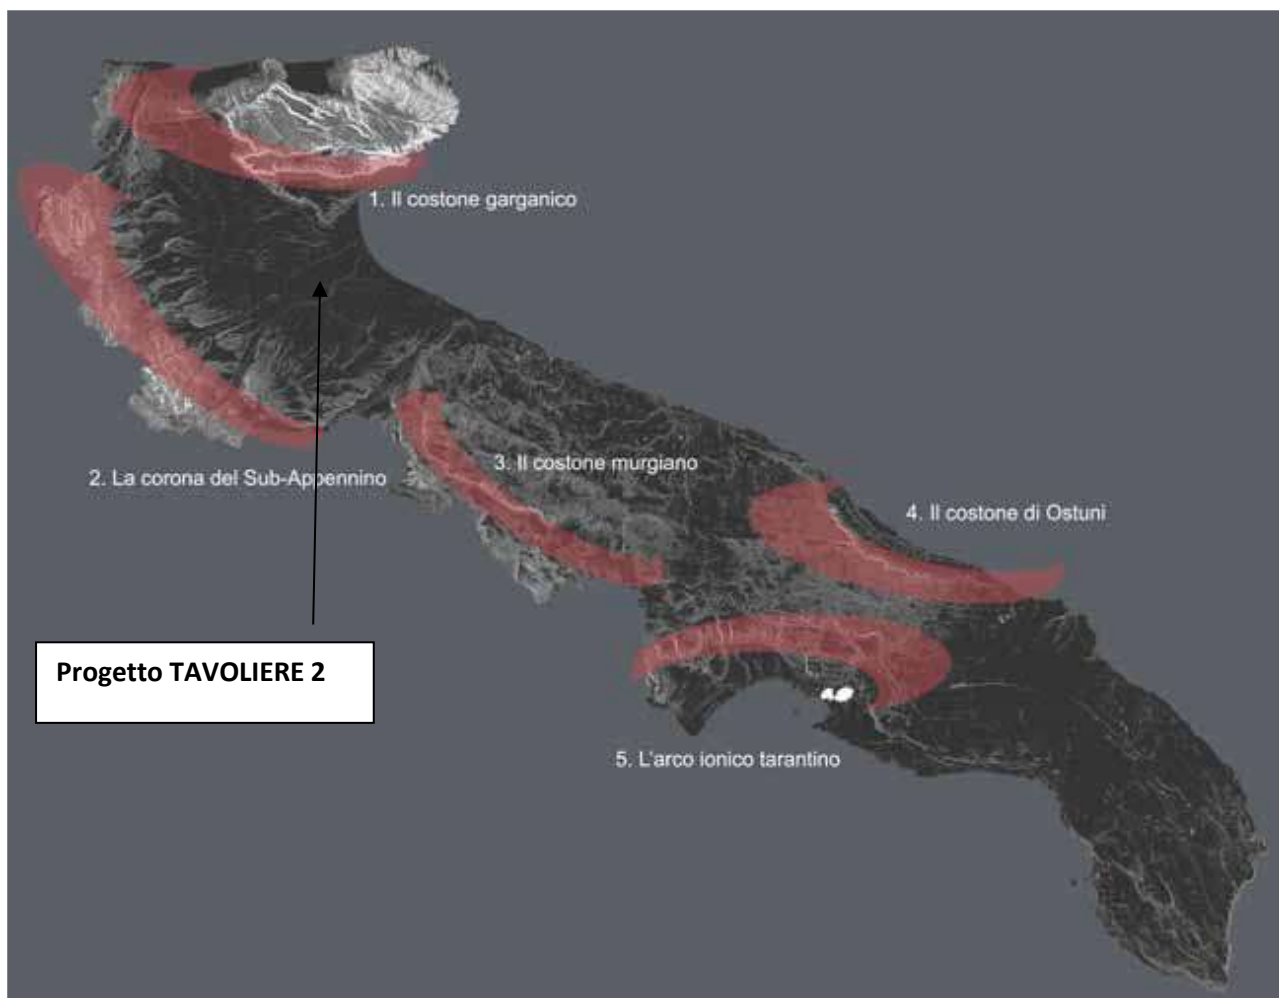 1. Il costone garganico
2. La corona del Sub-Appennino
3. Il costone murgiano
4. Il costone di Ostuni
Progetto TAVOLIERE 2
5. L'arco ionico tarantino